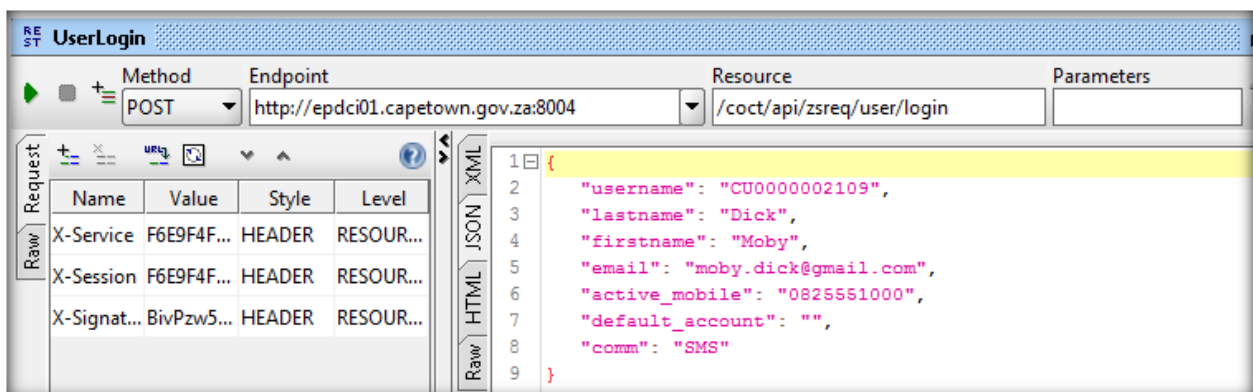 REST UserLogin
Method Endpoint Resource Parameters
POST http://epdci01.capetown.gov.za:8004 /coct/api/zsreq/user/login
Request
Raw
URL
?
Name Value Style Level
X-Service F6E9F4F... HEADER RESOUR...
X-Session F6E9F4F... HEADER RESOUR...
X-Signat... BivPzw5... HEADER RESOUR...
XML
JSON
HTML
Raw
1 {
2 "username": "CU0000002109",
3 "lastname": "Dick",
4 "firstname": "Moby",
5 "email": "moby.dick@gmail.com",
6 "active_mobile": "0825551000",
7 "default_account": "",
8 "comm": "SMS"
9 }